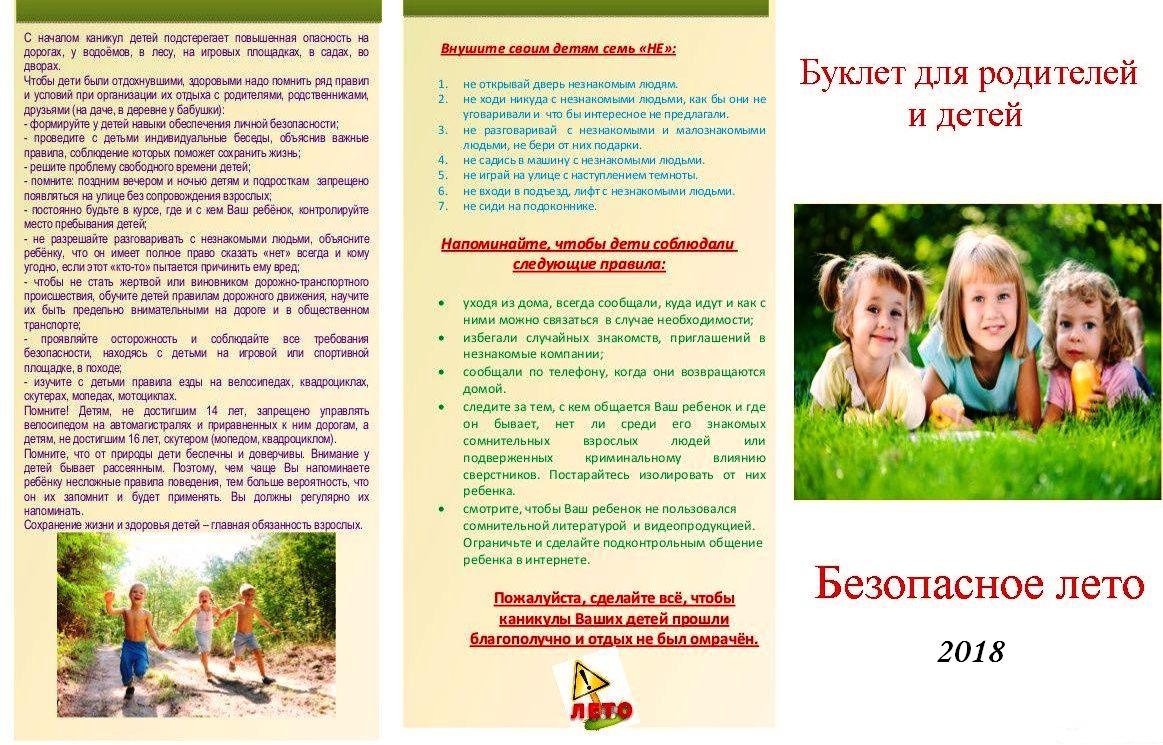 С началом каникул детей подстерегает повышенная опасность на
дорогах, у водоёмов, в лесу, на игровых площадках, в садах, во
дворах.
Чтобы дети были отдохнувшими, здоровыми надо помнить ряд правил
и условий при организации их отдыха с родителями, родственниками,
друзьями (на даче, в деревне у бабушки):
- формируйте у детей навыки обеспечения личной безопасности;
- проведите с детьми индивидуальные беседы, объяснив важные
правила, соблюдение которых поможет сохранить жизнь;
- решите проблему свободного времени детей;
- помните: поздним вечером и ночью детям и подросткам запрещено
появляться на улице без сопровождения взрослых;
- постоянно будьте в курсе, где и с кем Ваш ребёнок, контролируйте
место пребывания детей;
- не разрешайте разговаривать с незнакомыми людьми, объясните
ребёнку, что он имеет полное право сказать «нет» всегда и кому
угодно, если этот «кто-то» пытается причинить ему вред;
- чтобы не стать жертвой или виновником дорожно-транспортного
происшествия, обучите детей правилам дорожного движения, научите
их быть предельно внимательными на дороге и в общественном
транспорте;
- проявляйте осторожность и соблюдайте все требования
безопасности, находясь с детьми на игровой или спортивной
площадке, в походе;
- изучите с детьми правила езды на велосипедах, квадроциклах,
скутерах, мопедах, мотоциклах.
Помните! Детям, не достигшим 14 лет, запрещено управлять
велосипедом на автомагистралях и приравненных к ним дорогам, а
детям, не достигшим 16 лет, скутером (мопедом, квадроциклом).
Помните, что от природы дети беспечны и доверчивы. Внимание у
детей бывает рассеянным. Поэтому, чем чаще Вы напоминаете
ребёнку несложные правила поведения, тем больше вероятность, что
он их запомнит и будет применять. Вы должны регулярно их
напоминать.
Сохранение жизни и здоровья детей – главная обязанность взрослых.
Внушите своим детям семь «НЕ»:
1. не открывай дверь незнакомым людям.
2. не ходи никуда с незнакомыми людьми, как бы они не
уговаривали и что бы интересное не предлагали.
3. не разговаривай с незнакомыми и малознакомыми
людьми, не бери от них подарки.
4. не садись в машину с незнакомыми людьми.
5. не играй на улице с наступлением темноты.
6. не входи в подъезд, лифт с незнакомыми людьми.
7. не сиди на подоконнике.
Напоминайте, чтобы дети соблюдали
следующие правила:
• уходя из дома, всегда сообщали, куда идут и как с
ними можно связаться в случае необходимости;
• избегали случайных знакомств, приглашений в
незнакомые компании;
• сообщали по телефону, когда они возвращаются
домой.
• следите за тем, с кем общается Ваш ребенок и где
он бывает, нет ли среди его знакомых
сомнительных взрослых людей или
подверженных криминальному влиянию
сверстников. Постарайтесь изолировать от них
ребенка.
• смотрите, чтобы Ваш ребенок не пользовался
сомнительной литературой и видеопродукцией.
Ограничьте и сделайте подконтрольным общение
ребенка в интернете.
Пожалуйста, сделайте всё, чтобы
каникулы Ваших детей прошли
благополучно и отдых не был омрачён.
ЛЕТО
Буклет для родителей
и детей
Безопасное лето
2018